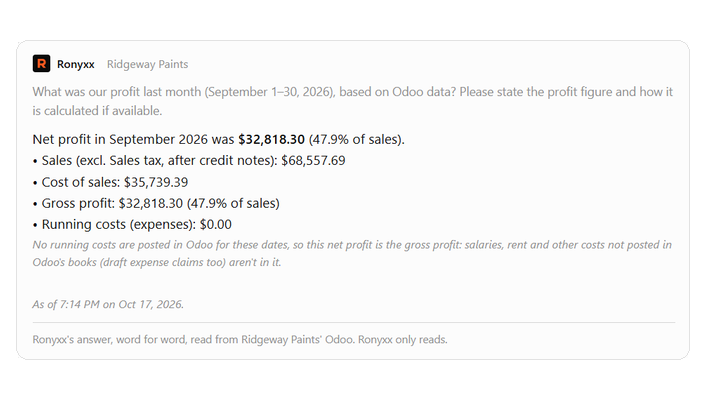 R Ronyxx Ridgeway Paints
What was our profit last month (September 1–30, 2026), based on Odoo data? Please state the profit figure and how it
is calculated if available.
Net profit in September 2026 was $32,818.30 (47.9% of sales).
• Sales (excl. Sales tax, after credit notes): $68,557.69
• Cost of sales: $35,739.39
• Gross profit: $32,818.30 (47.9% of sales)
• Running costs (expenses): $0.00
No running costs are posted in Odoo for these dates, so this net profit is the gross profit: salaries, rent and other costs not posted in
Odoo's books (draft expense claims too) aren't in it.
As of 7:14 PM on Oct 17, 2026.
Ronyxx's answer, word for word, read from Ridgeway Paints' Odoo. Ronyxx only reads.